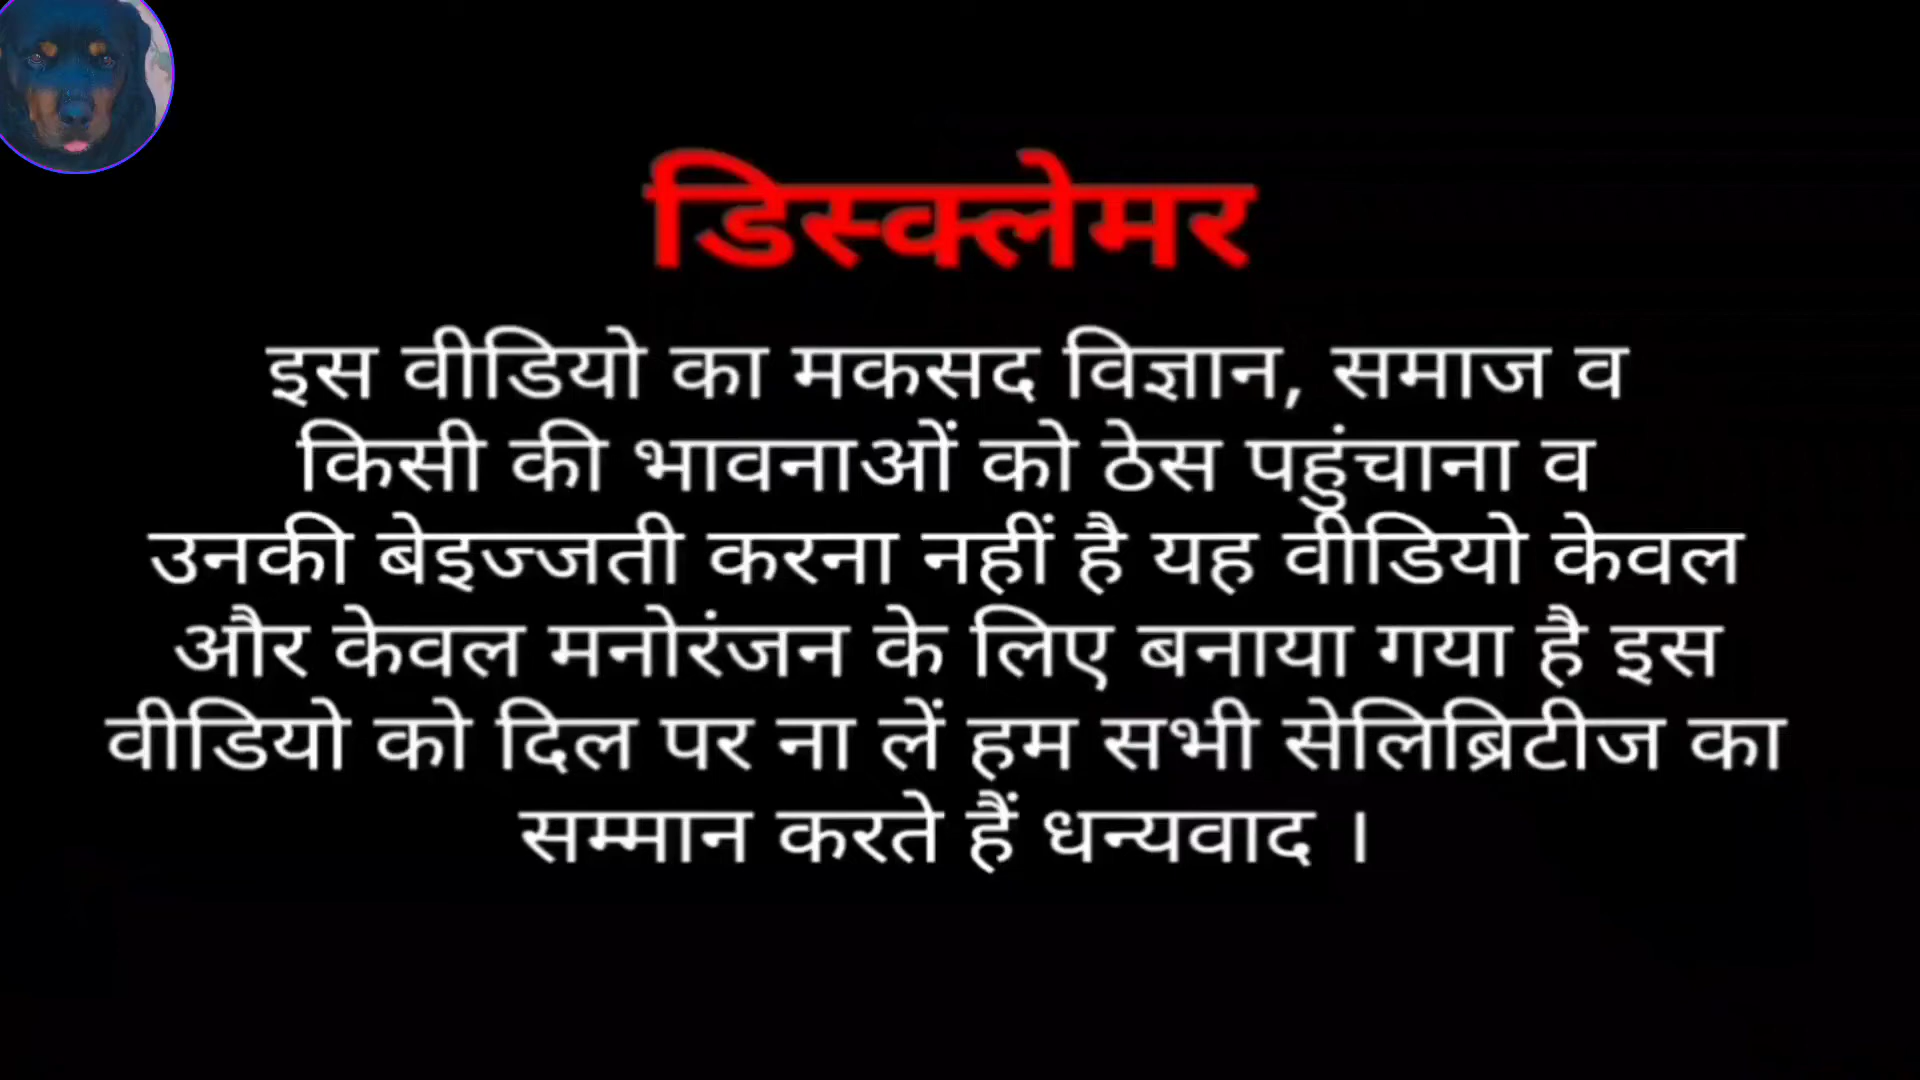 डिस्क्लेमर
इस वीडियो का मकसद विज्ञान, समाज व
किसी की भावनाओं को ठेस पहुंचाना व
उनकी बेइज्जती करना नहीं है यह वीडियो केवल
और केवल मनोरंजन के लिए बनाया गया है इस
वीडियो को दिल पर ना लें हम सभी सेलिब्रिटीज का
सम्मान करते हैं धन्यवाद ।